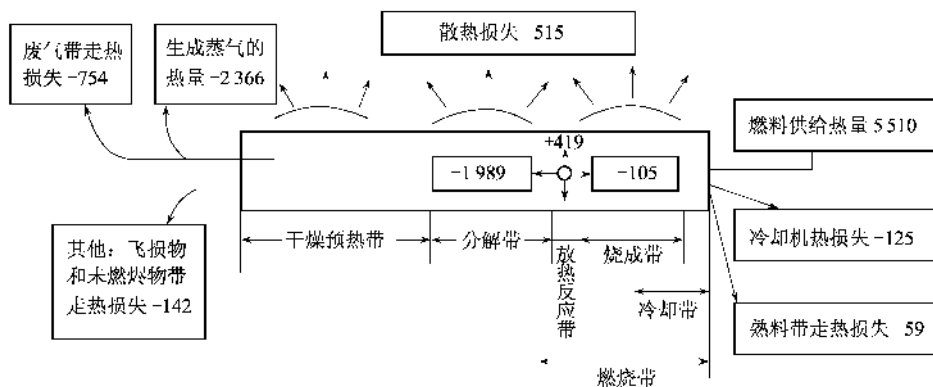 散热损失 515
废气带走热
损失-754
生成蒸气的
热量-2 366
燃料供给热量 5 510
+419
-1 989
-105
其他：飞损物
和未燃烬物带
走热损失-142
干燥预热带
分解带
放热反应带
烧成带
冷却机热损失-125
冷却带
熟料带走热损失 59
燃烧带